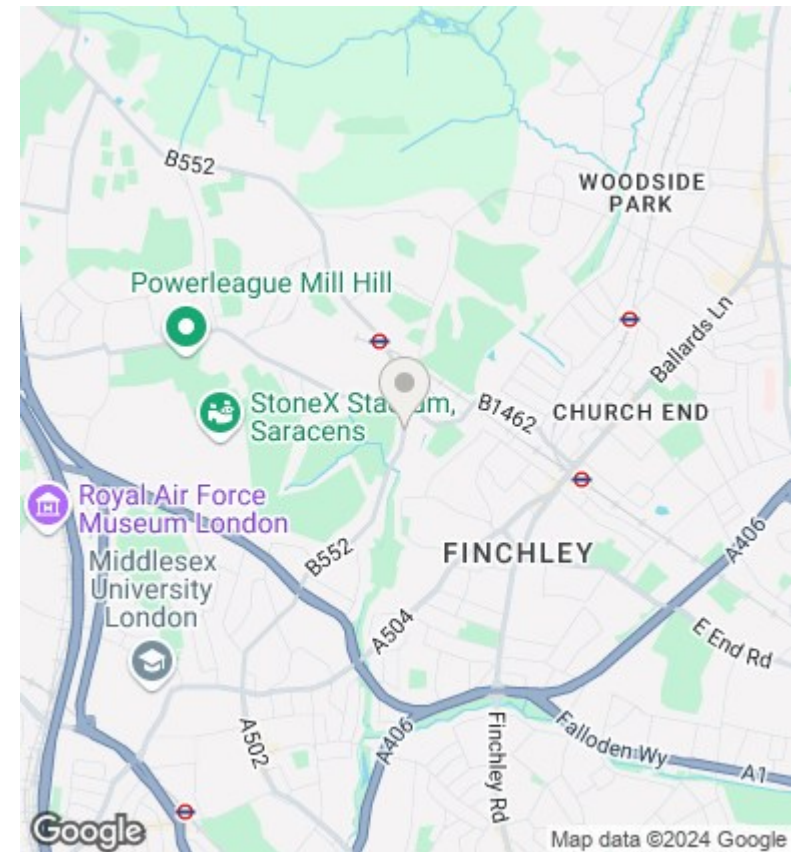 B552
WOODSIDE
PARK
Powerleague Mill Hill
Ballards Ln
StoneX Stadium,
Saracens
B1462
CHURCH END
Royal Air Force
Museum London
A406
Middlesex
University
London
B552
FINCHLEY
A504
E End Rd
A502
A406
Finchley Rd
Falloden Wy
A1
Google
Map data ©2024 Google